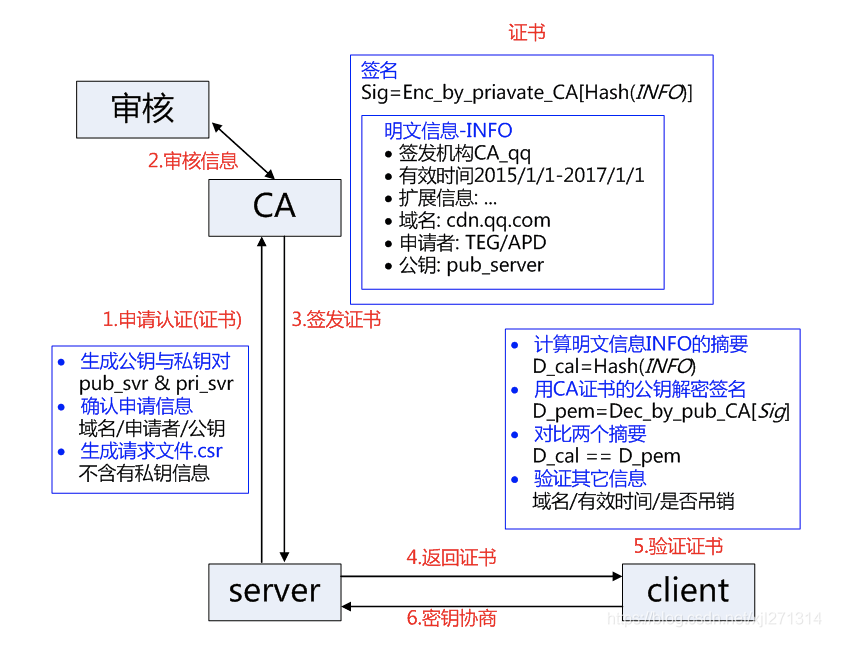 证书
签名
Sig=Enc_by_priavate_CA[Hash(INFO)]
明文信息-INFO
• 签发机构CA_qq
• 有效时间2015/1/1-2017/1/1
• 扩展信息: ...
• 域名: cdn.qq.com
• 申请者: TEG/APD
• 公钥: pub_server
审核
2.审核信息
CA
1.申请认证(证书)
3.签发证书
• 生成公钥与私钥对
pub_svr & pri_svr
• 确认申请信息
域名/申请者/公钥
• 生成请求文件.csr
不含有私钥信息
• 计算明文信息INFO的摘要
D_cal=Hash(INFO)
• 用CA证书的公钥解密签名
D_pem=Dec_by_pub_CA[Sig]
• 对比两个摘要
D_cal == D_pem
• 验证其它信息
域名/有效时间/是否吊销
5.验证证书
4.返回证书
server
client
6.密钥协商
https://blog.csdn.net/kjl271314